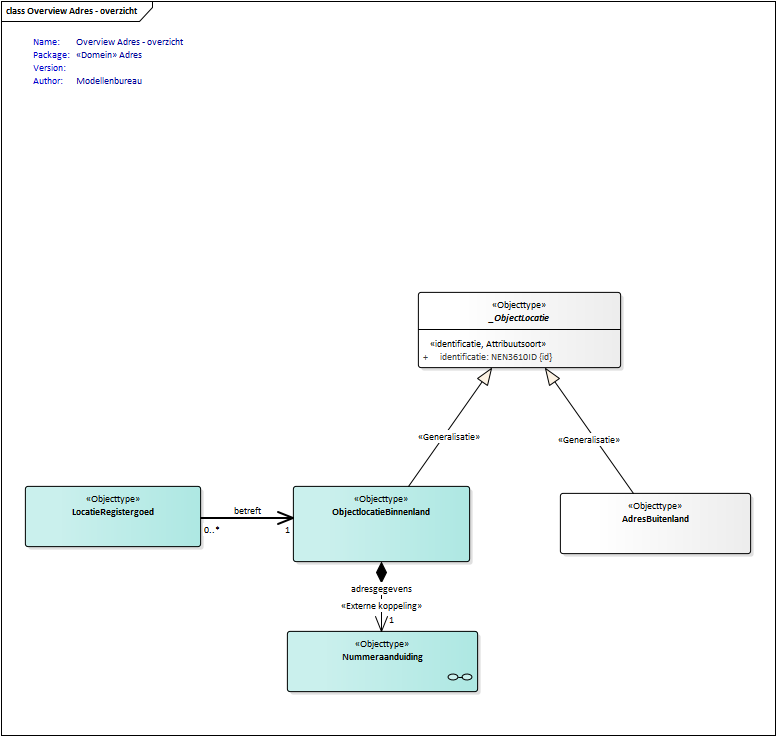 class Overview Adres - overzicht
Name: Overview Adres - overzicht
Package: «Domein» Adres
Version:
Author: Modellenbureau
«Objecttype»
_ObjectLocatie
«identificatie, Attribuutsoort»
+ identificatie: NEN3610ID {id}
«Generalisatie»
«Generalisatie»
«Objecttype»
LocatieRegistergoed
betreft
0..*
1
«Objecttype»
ObjectlocatieBinnenland
«Objecttype»
AdresBuitenland
adresgegevens
«Externe koppeling»
1
«Objecttype»
Nummeraanduiding